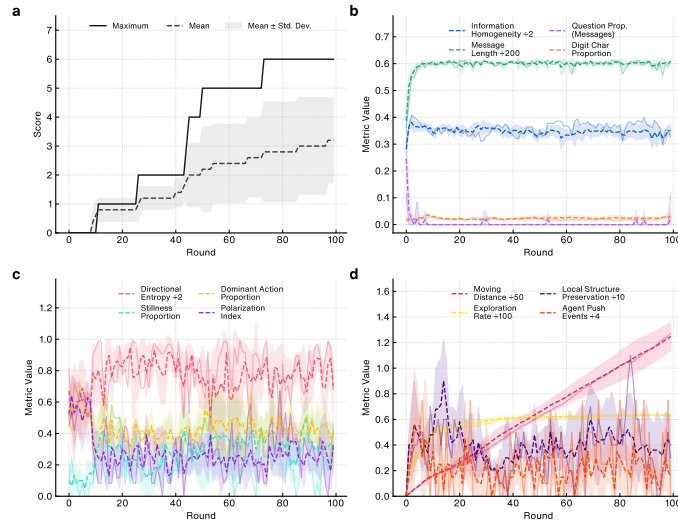 a
Maximum
Mean
Mean ± Std. Dev.
7
6
5
4
3
2
1
0
Score
0
20
40
60
80
100
Round
b
Information
Homogeneity ÷2
Message
Length ÷200
Question Prop.
(Messages)
Digit Char
Proportion
0.7
0.6
0.5
0.4
0.3
0.2
0.1
0.0
Metric Value
0
20
40
60
80
100
Round
c
Directional
Entropy ÷2
Stillness
Proportion
Dominant Action
Proportion
Polarization
Index
1.2
1.0
0.8
0.6
0.4
0.2
0.0
Metric Value
0
20
40
60
80
100
Round
d
Moving
Distance ÷50
Exploration
Rate ÷100
Local Structure
Preservation ÷10
Agent Push
Events ÷4
1.6
1.4
1.2
1.0
0.8
0.6
0.4
0.2
0.0
Metric Value
0
20
40
60
80
100
Round